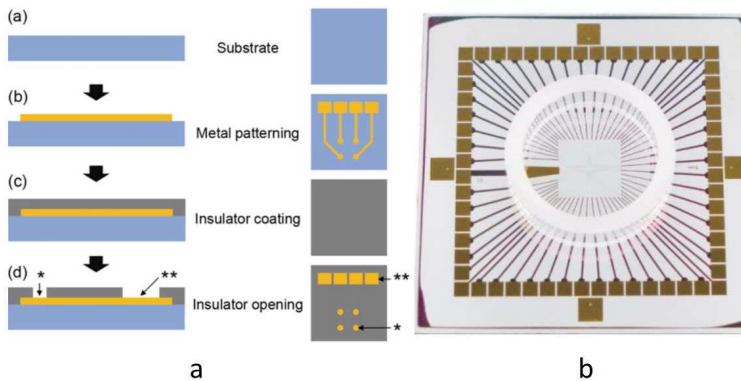 (a)
Substrate
(b)
Metal patterning
(c)
Insulator coating
(d)
*
**
Insulator opening
**
*
a
b